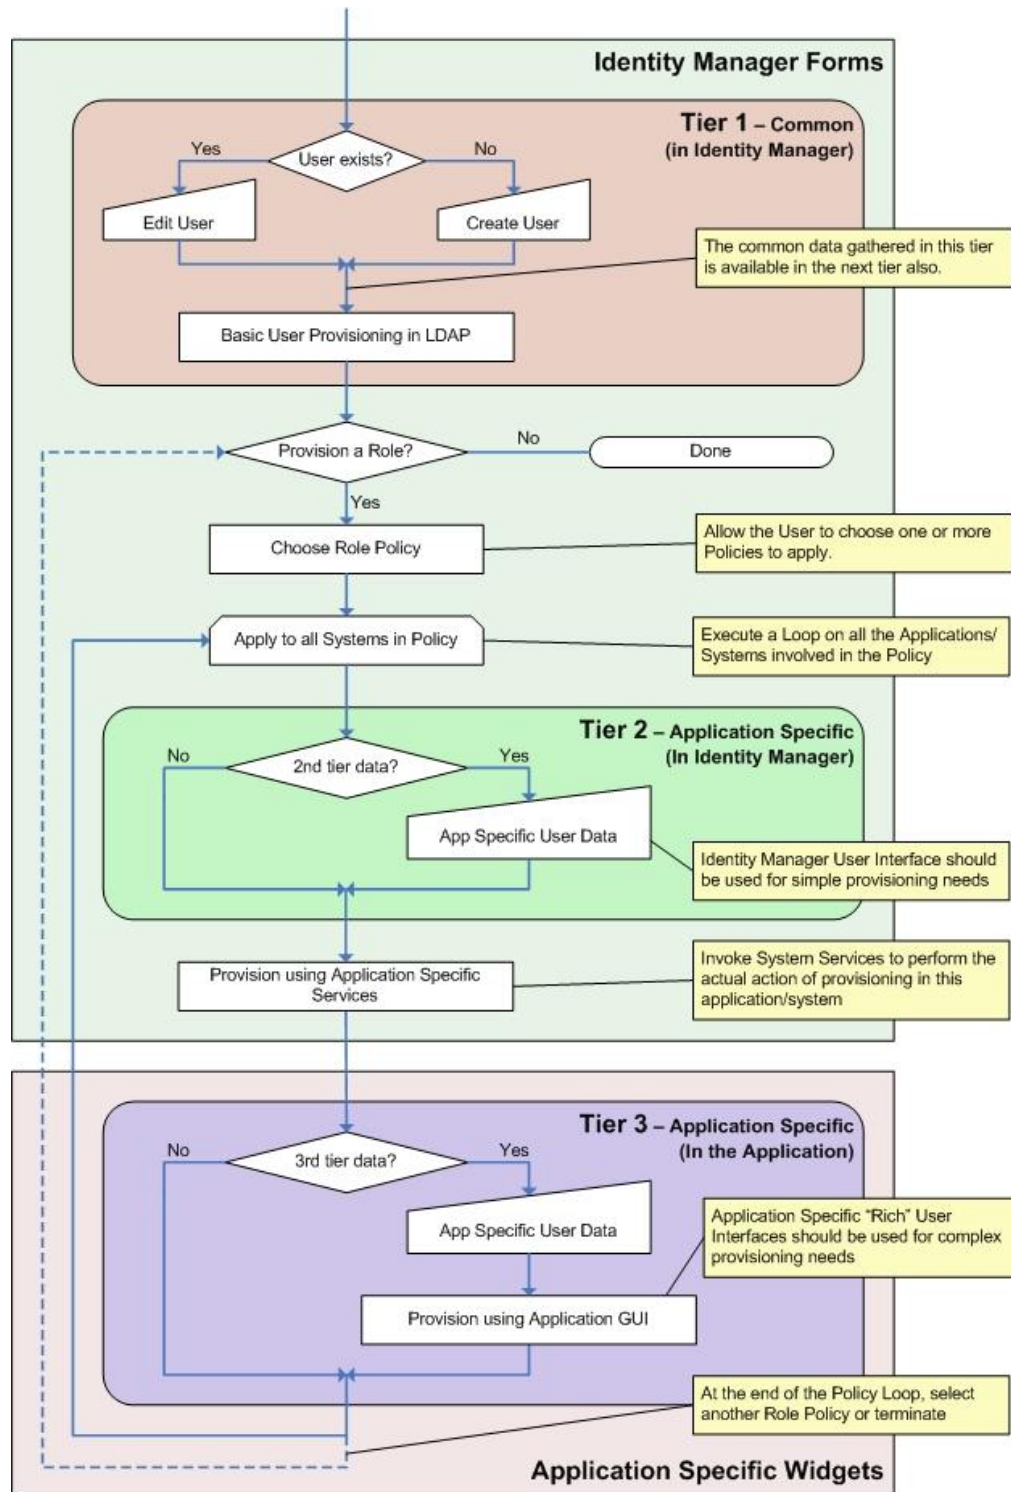 Identity Manager Forms
Tier 1 – Common
(in Identity Manager)
User exists?
Yes
No
Edit User
Create User
The common data gathered in this tier
is available in the next tier also.
Basic User Provisioning in LDAP
Provision a Role?
No
Done
Yes
Choose Role Policy
Allow the User to choose one or more
Policies to apply.
Apply to all Systems in Policy
Execute a Loop on all the Applications/
Systems involved in the Policy
Tier 2 – Application Specific
(In Identity Manager)
No
2nd tier data?
Yes
App Specific User Data
Identity Manager User Interface should
be used for simple provisioning needs
Provision using Application Specific
Services
Invoke System Services to perform the
actual action of provisioning in this
application/system
Tier 3 – Application Specific
(In the Application)
No
3rd tier data?
Yes
App Specific User Data
Application Specific “Rich” User
Interfaces should be used for complex
provisioning needs
Provision using Application GUI
At the end of the Policy Loop, select
another Role Policy or terminate
Application Specific Widgets